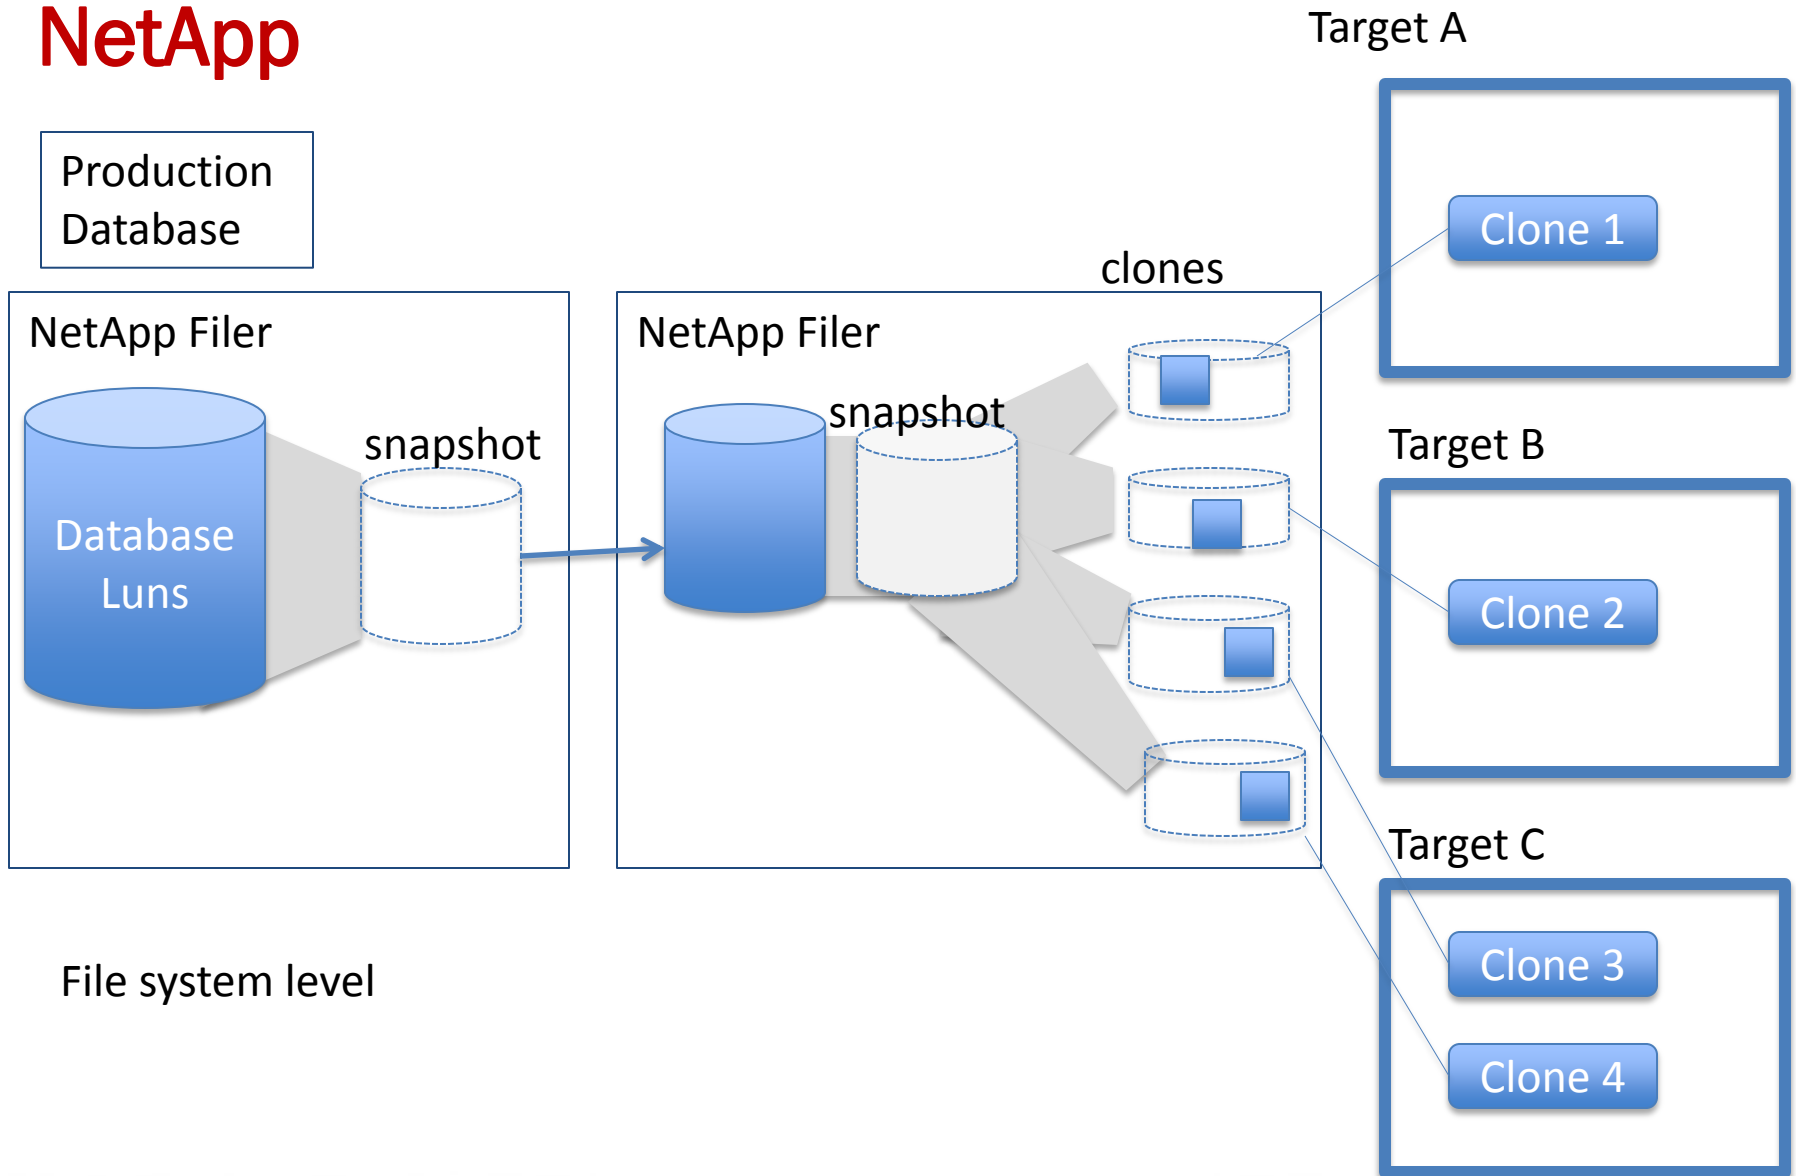 NetApp
Target A
Production
Database
Clone 1
clones
NetApp Filer
NetApp Filer
snapshot
snapshot
Target B
Database
Luns
Clone 2
Target C
Clone 3
File system level
Clone 4